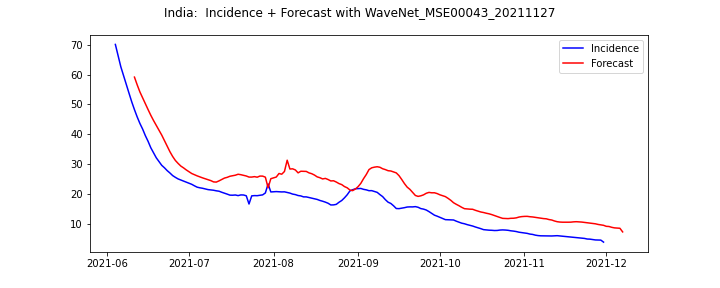 India:  Incidence + Forecast with WaveNet_MSE00043_20211127
Incidence
Forecast
70
60
50
40
30
20
10
2021-06 2021-07 2021-08 2021-09 2021-10 2021-11 2021-12